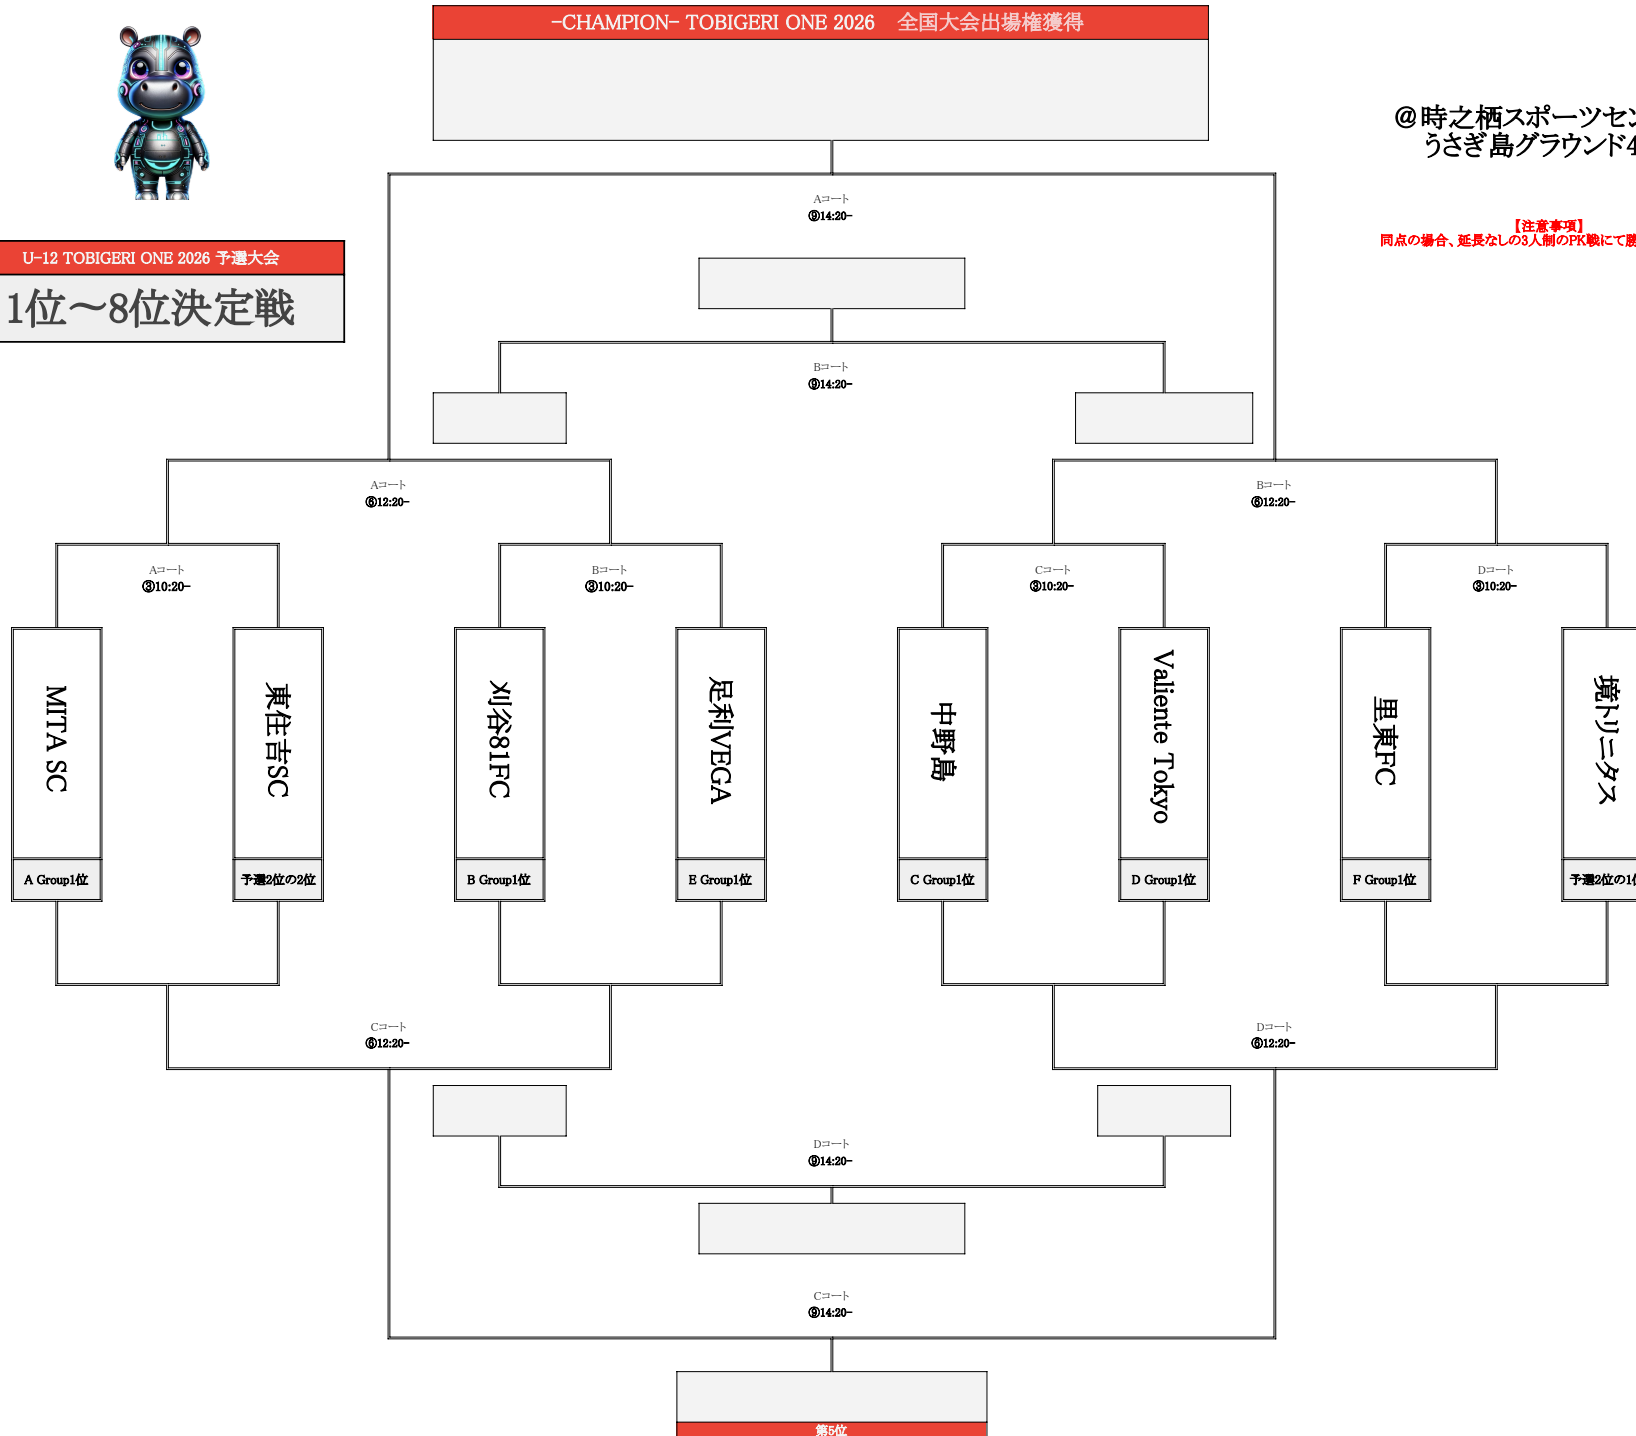 -CHAMPION- TOBIGERI ONE 2026　全国大会出場権獲得
@時之栖スポーツセン
うさぎ島グラウンド4
【注意事項】
同点の場合、延長なしの3人制のPK戦にて勝
U-12 TOBIGERI ONE 2026 予選大会
1位～8位決定戦
Aコート
⑨14:20-
Bコート
⑨14:20-
Aコート
⑥12:20-
Bコート
⑥12:20-
Aコート
③10:20-
Bコート
③10:20-
Cコート
③10:20-
Dコート
③10:20-
MITA SC
東住吉SC
刈谷81FC
足利VEGA
中野島
Valiente Tokyo
里東FC
境トリニタス
A Group1位
予選2位の2位
B Group1位
E Group1位
C Group1位
D Group1位
F Group1位
予選2位の1位
Cコート
⑥12:20-
Dコート
⑥12:20-
Dコート
⑨14:20-
Cコート
⑨14:20-
第5位